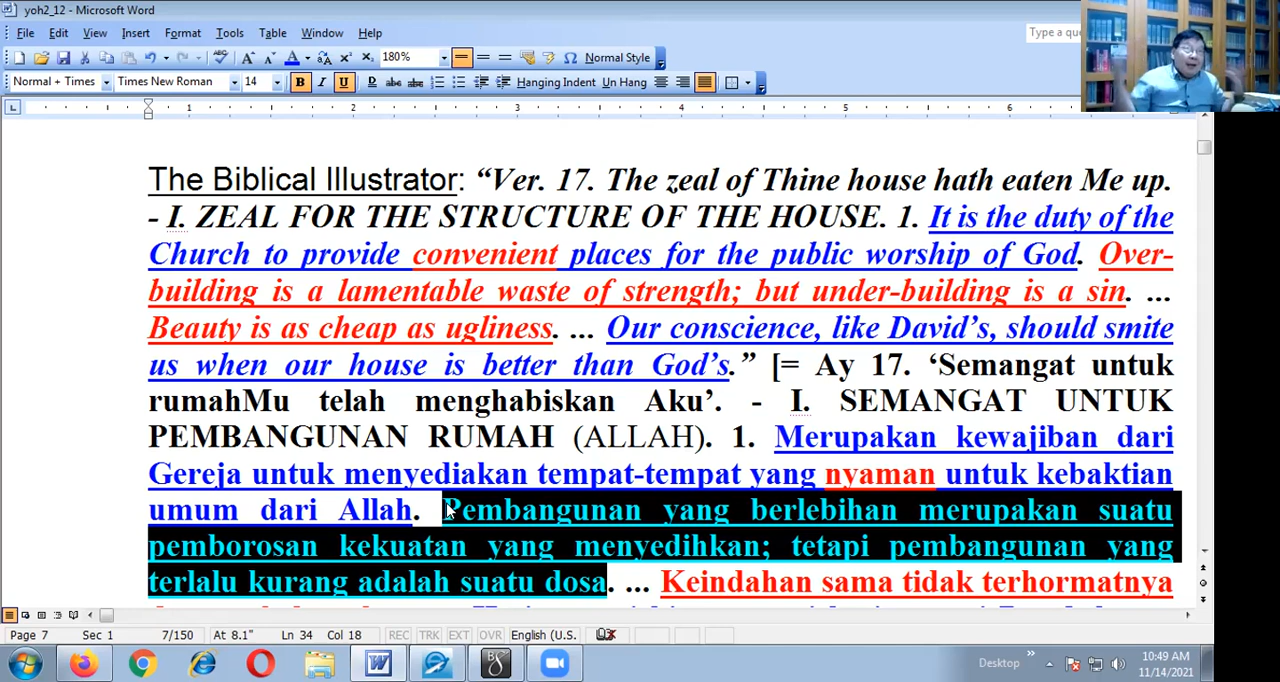 yoh2_12 - Microsoft Word
File Edit View Insert Format Tools Table Window Help
Type a
180% Normal Style
Normal + Times Times New Roman 14 B I U Hanging Indent Un Hang
1 2 3 4 5 6
The Biblical Illustrator: “Ver. 17. The zeal of Thine house hath eaten Me up.
- I. ZEAL FOR THE STRUCTURE OF THE HOUSE. 1. It is the duty of the
Church to provide convenient places for the public worship of God. Over-
building is a lamentable waste of strength; but under-building is a sin. ...
Beauty is as cheap as ugliness. ... Our conscience, like David’s, should smite
us when our house is better than God’s.” [= Ay 17. ‘Semangat untuk
rumahMu telah menghabiskan Aku’. - I. SEMANGAT UNTUK
PEMBANGUNAN RUMAH (ALLAH). 1. Merupakan kewajiban dari
Gereja untuk menyediakan tempat-tempat yang nyaman untuk kebaktian
umum dari Allah. Pembangunan yang berlebihan merupakan suatu
pemborosan kekuatan yang menyedihkan; tetapi pembangunan yang
terlalu kurang adalah suatu dosa. ... Keindahan sama tidak terhormatnya
Page 7 Sec 1 7/150 At 8.1" Ln 34 Col 18 REC TRK EXT OVR English (U.S.
Desktop
10:49 AM
11/14/2021